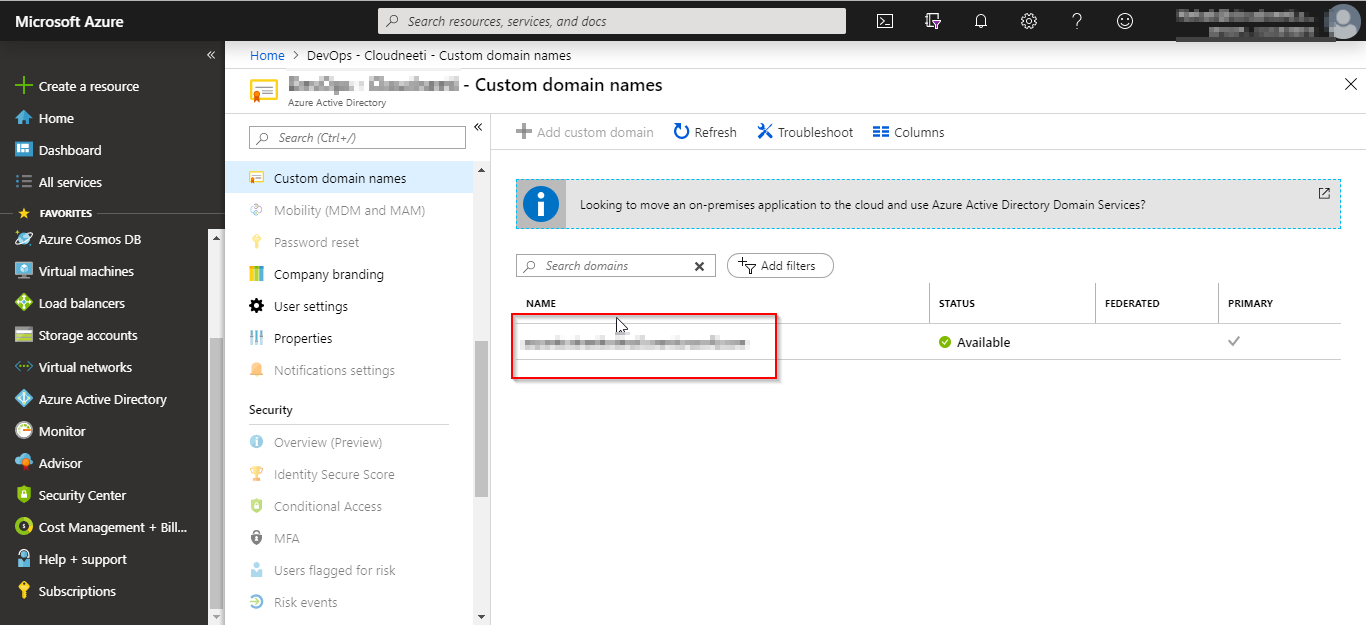 Microsoft Azure
Search resources, services, and docs
Home > DevOps - Cloudneeti - Custom domain names
- Custom domain names
Azure Active Directory
Create a resource
Home
Dashboard
All services
FAVORITES
Azure Cosmos DB
Virtual machines
Load balancers
Storage accounts
Virtual networks
Azure Active Directory
Monitor
Advisor
Security Center
Cost Management + Bill...
Help + support
Subscriptions
Search (Ctrl+/)
Custom domain names
Mobility (MDM and MAM)
Password reset
Company branding
User settings
Properties
Notifications settings
Security
Overview (Preview)
Identity Secure Score
Conditional Access
MFA
Users flagged for risk
Risk events
Add custom domain Refresh Troubleshoot Columns
Looking to move an on-premises application to the cloud and use Azure Active Directory Domain Services?
Search domains Add filters
NAME STATUS FEDERATED PRIMARY
Available